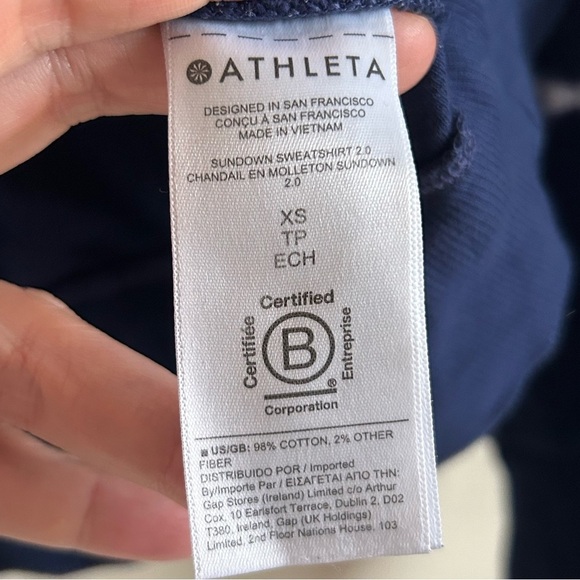 ATHLETA
DESIGNED IN SAN FRANCISCO
CONÇU À SAN FRANCISCO
MADE IN VIETNAM
SUNDOWN SWEATSHIRT 2.0
CHANDAIL EN MOLLETON SUNDOWN
2.0
XS
TP
ECH
Certified
Certifiée
B
Entreprise
®
Corporation
US/GB: 98% COTTON, 2% OTHER
FIBER
DISTRIBUIDO POR / Imported
By/Importe Par / ΕΙΣΑΓΕΤΑΙ ΑΠΟ ΤΗΝ:
Gap Stores (Ireland) Limited c/o Arthur
Cox, 10 Earlsfort Terrace, Dublin 2, D02
T380, Ireland, Gap (UK Holdings)
Limited, 2nd Floor Nations House, 103